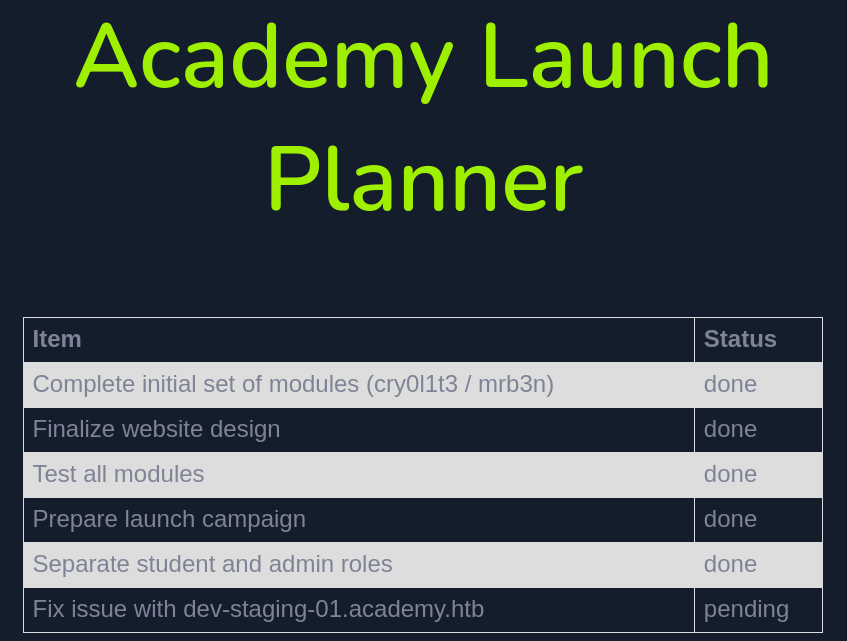 Academy Launch
Planner
Item Status
Complete initial set of modules (cry0l1t3 / mrb3n) done
Finalize website design done
Test all modules done
Prepare launch campaign done
Separate student and admin roles done
Fix issue with dev-staging-01.academy.htb pending